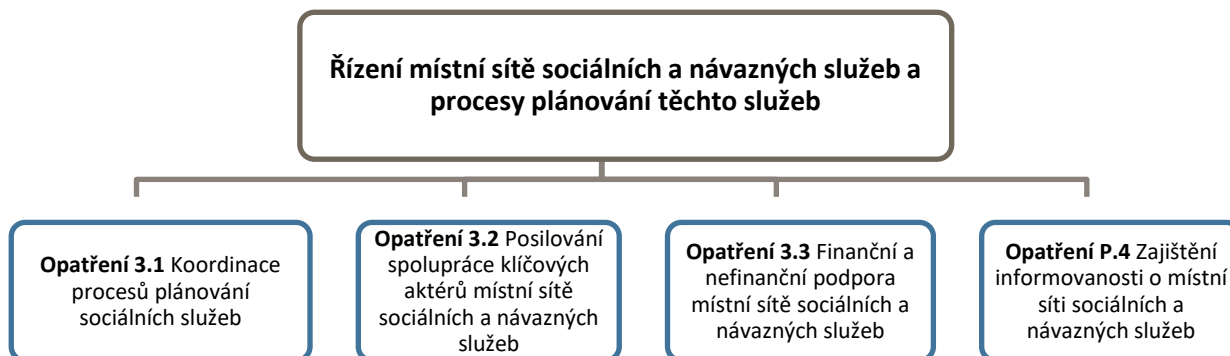 Řízení místní sítě sociálních a návazných služeb a
procesy plánování těchto služeb
Opatření 3.1 Koordinace
procesů plánování
sociálních služeb
Opatření 3.2 Posilování
spolupráce klíčových
aktérů místní sítě
sociálních a návazných
služeb
Opatření 3.3 Finanční a
nefinanční podpora
místní sítě sociálních a
návazných služeb
Opatření P.4 Zajištění
informovanosti o místní
síti sociálních a
návazných služeb